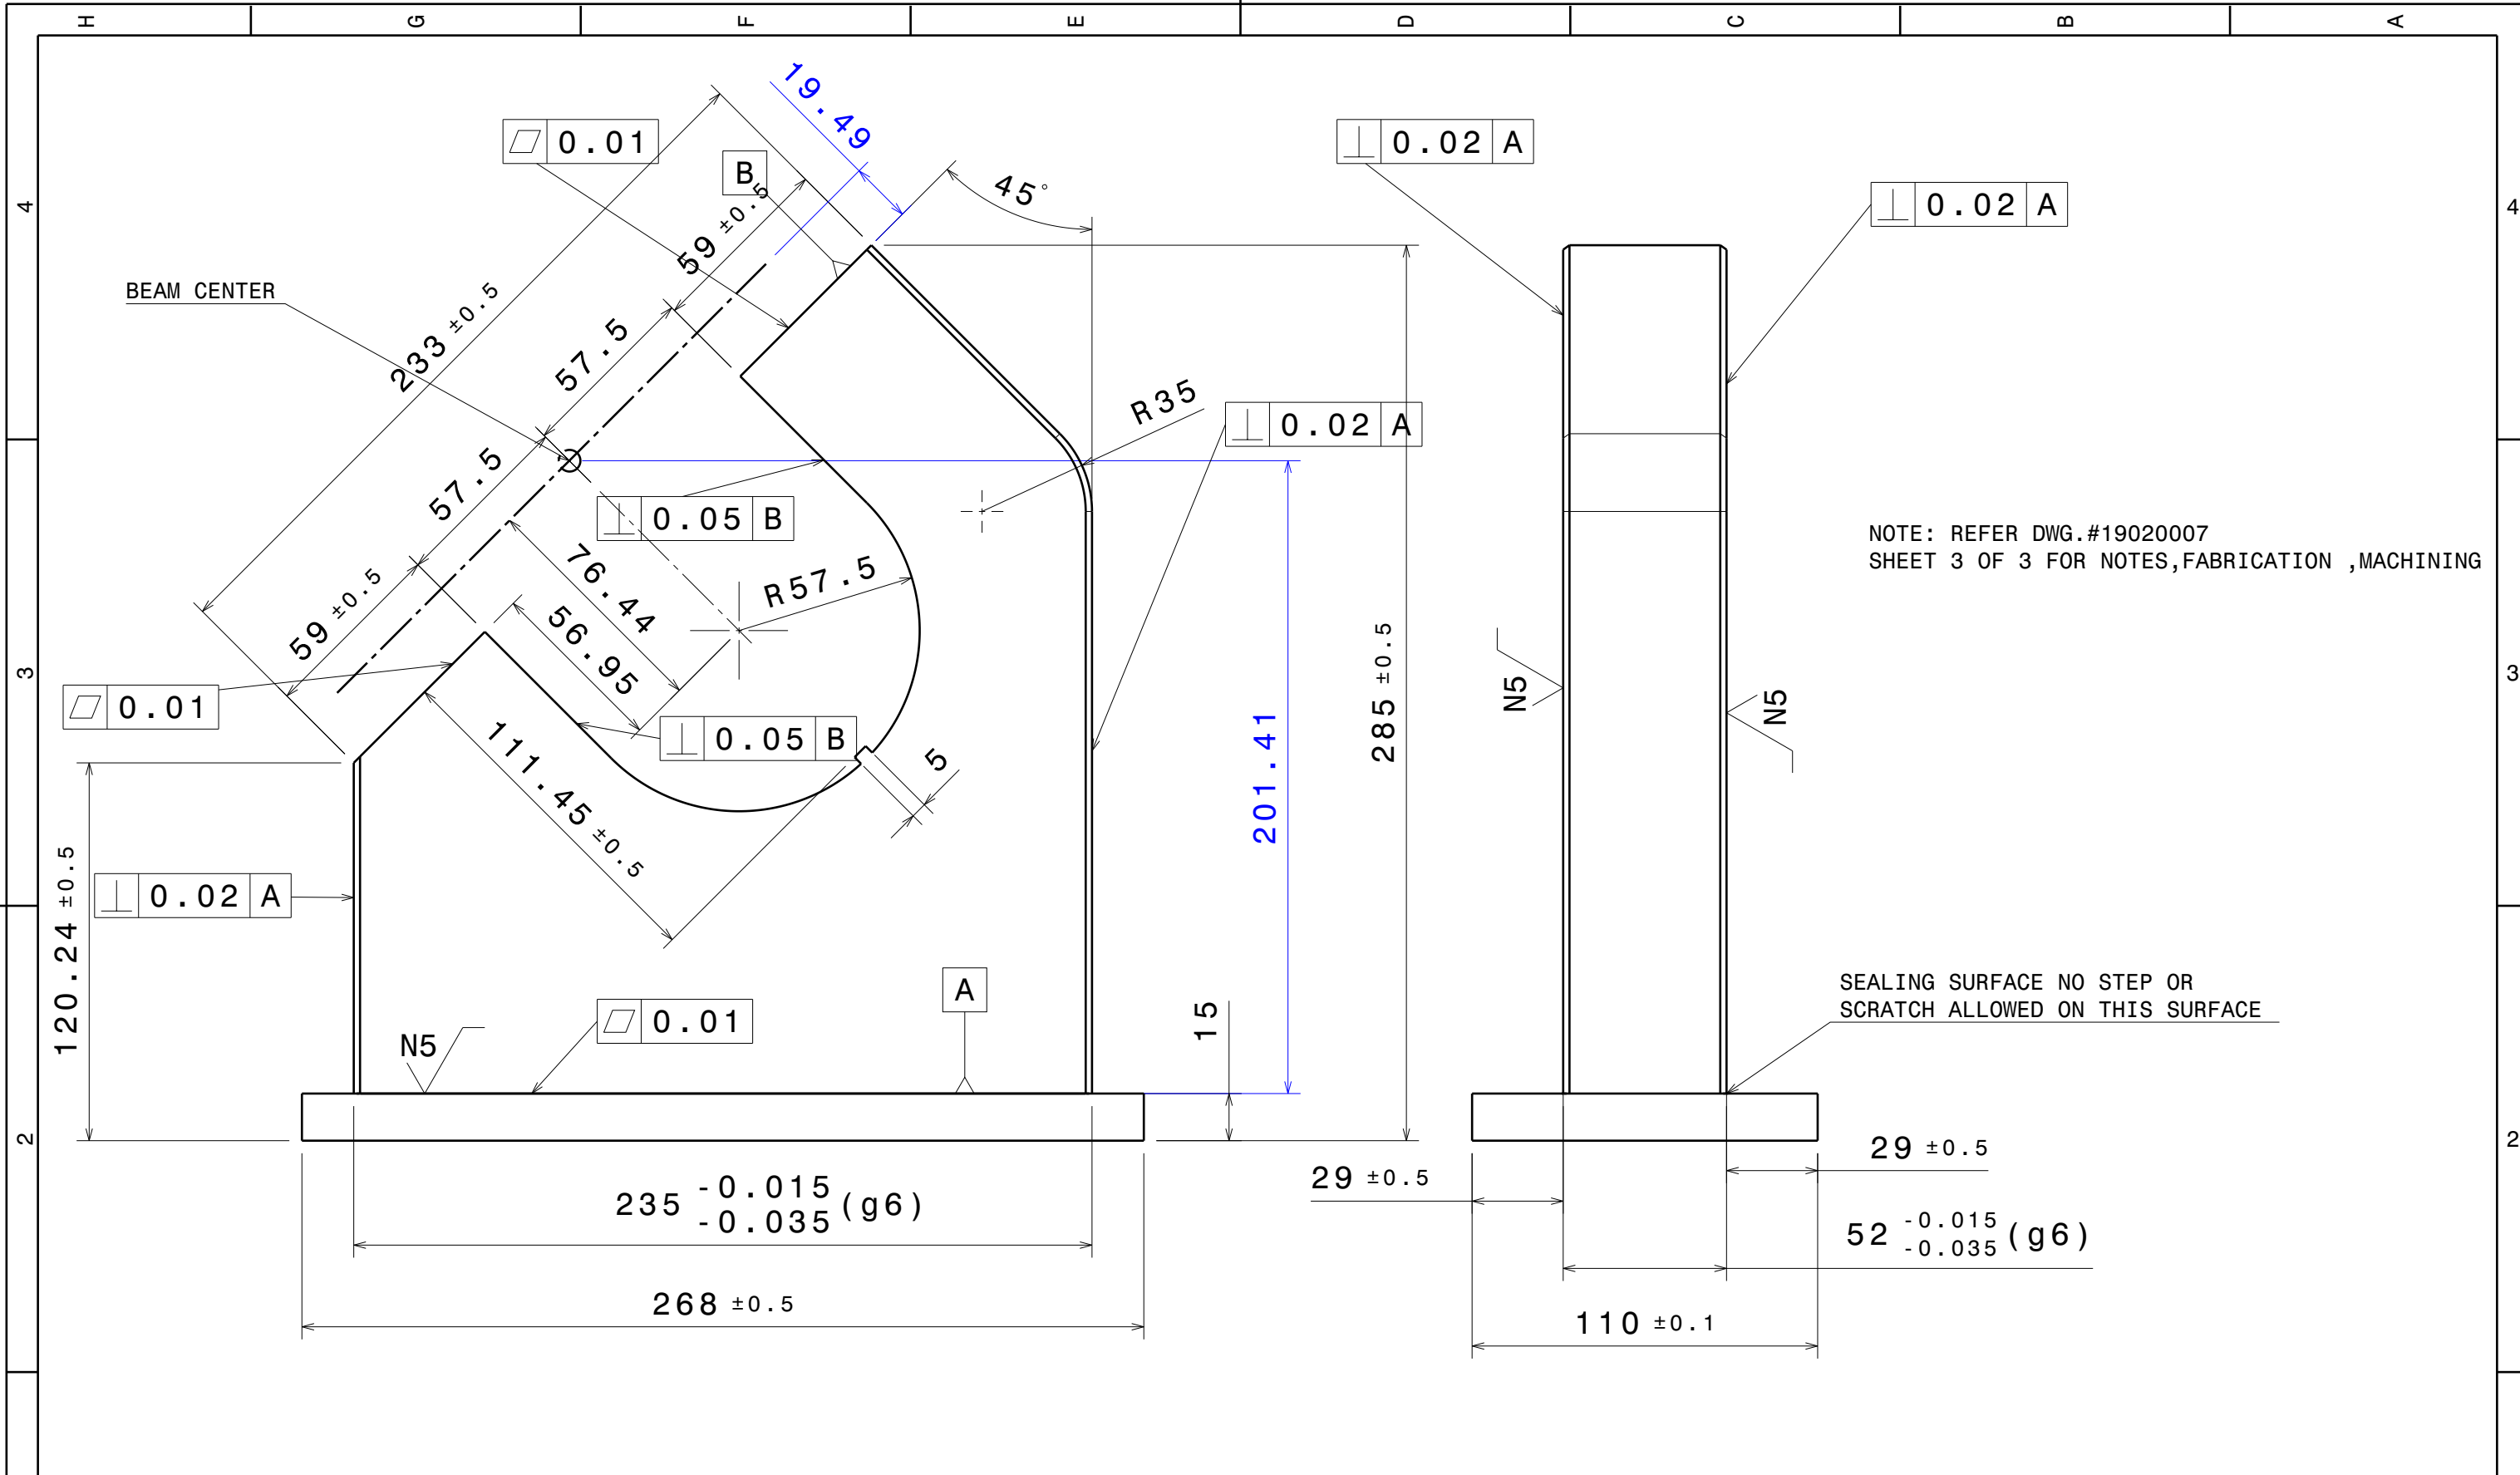 H G F E D C B A
19.49
0.01
0.02 A
B
59 ±0.5
45°
4
4
0.02 A
BEAM CENTER
233 ±0.5
57.5
R35
0.02 A
57.5
0.05 B
NOTE: REFER DWG.#19020007
SHEET 3 OF 3 FOR NOTES,FABRICATION ,MACHINING
76.44
R57.5
59 ±0.5
56.95
3
3
285 ±0.5
N5
N5
0.01
0.05 B
111.45 ±0.5
5
201.41
120.24 ±0.5
0.02 A
A
SEALING SURFACE NO STEP OR
SCRATCH ALLOWED ON THIS SURFACE
0.01
15
N5
2
2
29 ±0.5
29 ±0.5
235 -0.015 -0.035 (g6)
52 -0.015 -0.035 (g6)
268 ±0.5
110 ±0.1